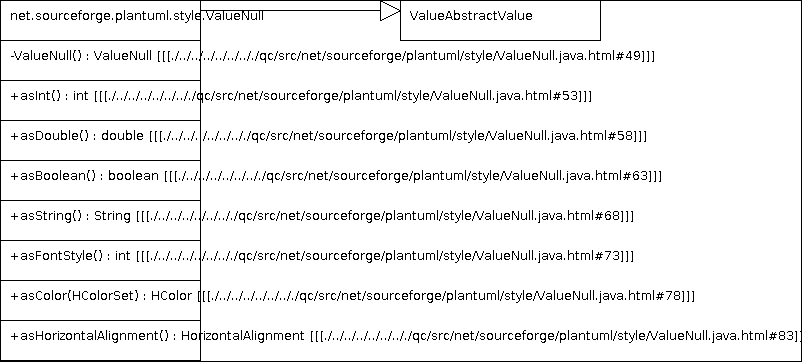 net.sourceforge.plantuml.style.ValueNull
ValueAbstractValue
-ValueNull() : ValueNull [[[./../../../../../../qc/src/net/sourceforge/plantuml/style/ValueNull.java.html#49]]]
+asInt() : int [[[./../../../../../../qc/src/net/sourceforge/plantuml/style/ValueNull.java.html#53]]]
+asDouble() : double [[[./../../../../../../qc/src/net/sourceforge/plantuml/style/ValueNull.java.html#58]]]
+asBoolean() : boolean [[[./../../../../../../qc/src/net/sourceforge/plantuml/style/ValueNull.java.html#63]]]
+asString() : String [[[./../../../../../../qc/src/net/sourceforge/plantuml/style/ValueNull.java.html#68]]]
+asFontStyle() : int [[[./../../../../../../qc/src/net/sourceforge/plantuml/style/ValueNull.java.html#73]]]
+asColor(HColorSet) : HColor [[[./../../../../../../qc/src/net/sourceforge/plantuml/style/ValueNull.java.html#78]]]
+asHorizontalAlignment() : HorizontalAlignment [[[./../../../../../../qc/src/net/sourceforge/plantuml/style/ValueNull.java.html#83]]]